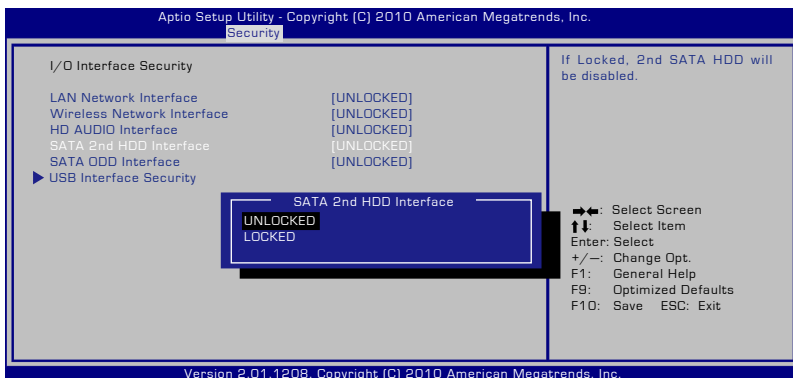 Aptio Setup Utility - Copyright (C) 2010 American Megatrends, Inc.
Security
I/O Interface Security
LAN Network Interface [UNLOCKED]
Wireless Network Interface [UNLOCKED]
HD AUDIO Interface [UNLOCKED]
SATA 2nd HDD Interface [UNLOCKED]
SATA ODD Interface [UNLOCKED]
USB Interface Security
SATA 2nd HDD Interface
UNLOCKED
LOCKED
If Locked, 2nd SATA HDD will
be disabled.
→←: Select Screen
↑↓: Select Item
Enter: Select
+/—: Change Opt.
F1: General Help
F9: Optimized Defaults
F10: Save ESC: Exit
Version 2.01.1208. Copyright (C) 2010 American Megatrends, Inc.